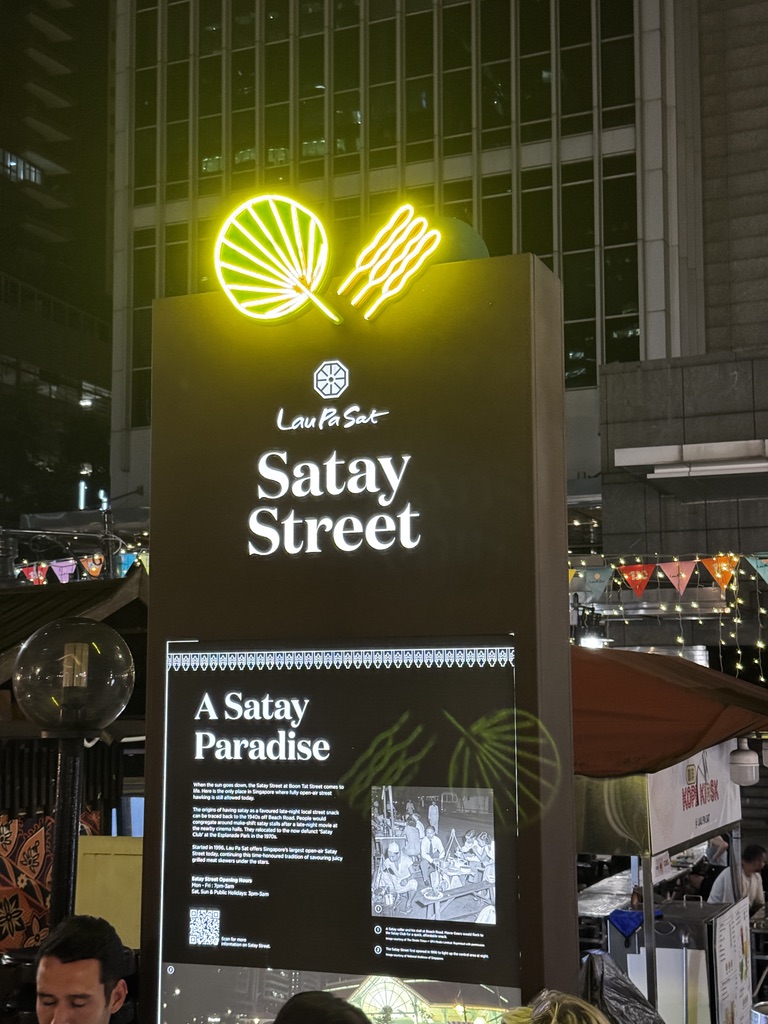 Lau Pa Sat
Satay
Street
A Satay
Paradise
When the sun goes down, the Satay Street at Boon Tat Street comes to
life. Here is the only place in Singapore where fully open-air street
hawking is still allowed today.
The origins of having satay as a favoured late-night local street snack
can be traced back to the 1940s off Beach Road. People would
congregate around make-shift satay stalls after a late-night movie at
the nearby cinema halls. They relocated to the now defunct 'Satay
Club' at the Esplanade Park in the 1970s.
Started in 1996, Lau Pa Sat offers Singapore's largest open-air Satay
Street today, continuing this time-honoured tradition of savouring juicy
grilled meat skewers under the stars.
Satay Street Opening Hours
Mon - Fri : 7pm-3am
Sat, Sun & Public Holidays: 3pm-3am
Scan for more
information on Satay Street.
KOPI KIOSK